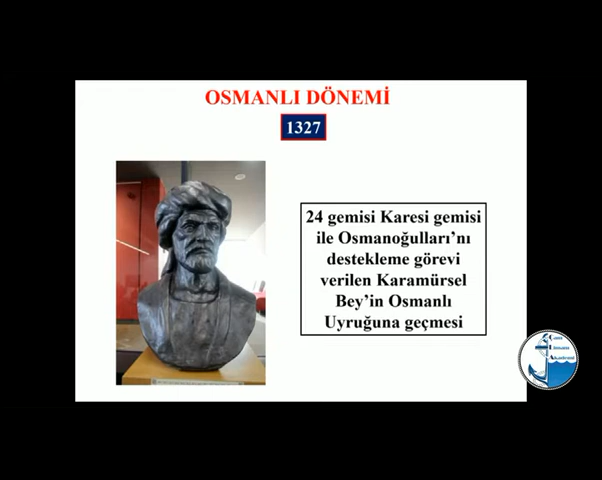 OSMANLI DÖNEMİ
1327
24 gemisi Karesi gemisi
ile Osmanoğulları'nı
destekleme görevi
verilen Karamürsel
Bey'in Osmanlı
Uyruğuna geçmesi